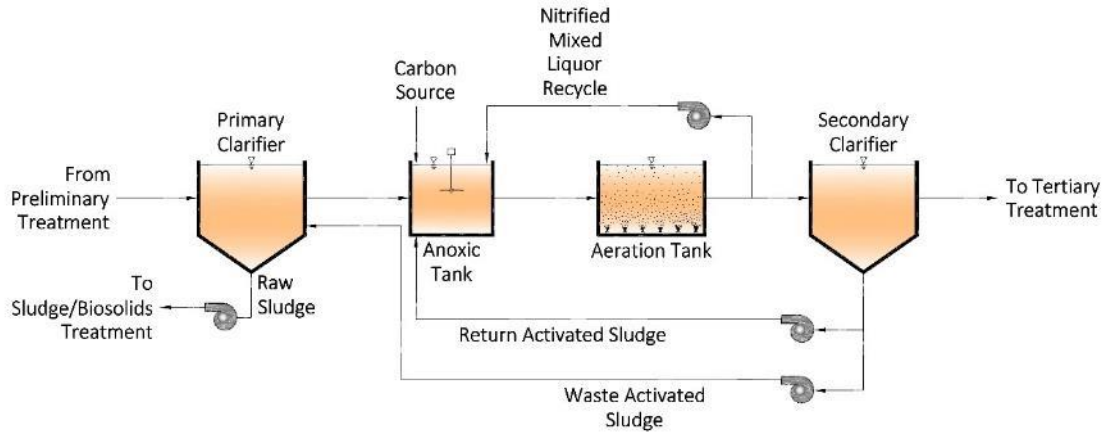 Nitrified
Mixed
Liquor
Recycle
Carbon
Source
Primary
Clarifier
Secondary
Clarifier
From
Preliminary
Treatment
To Tertiary
Treatment
Anoxic
Tank
Aeration Tank
To
Sludge/Biosolids
Treatment
Raw
Sludge
Return Activated Sludge
Waste Activated
Sludge